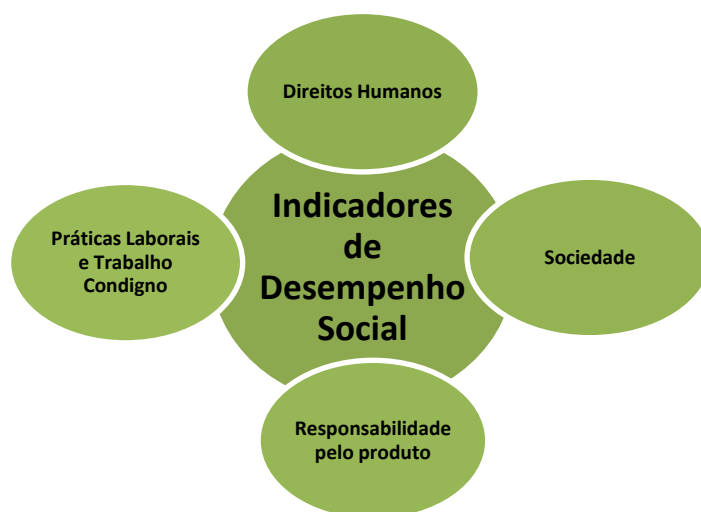 Direitos Humanos
Indicadores
de
Desempenho
Social
Práticas Laborais
e Trabalho
Condigno
Sociedade
Responsabilidade
pelo produto